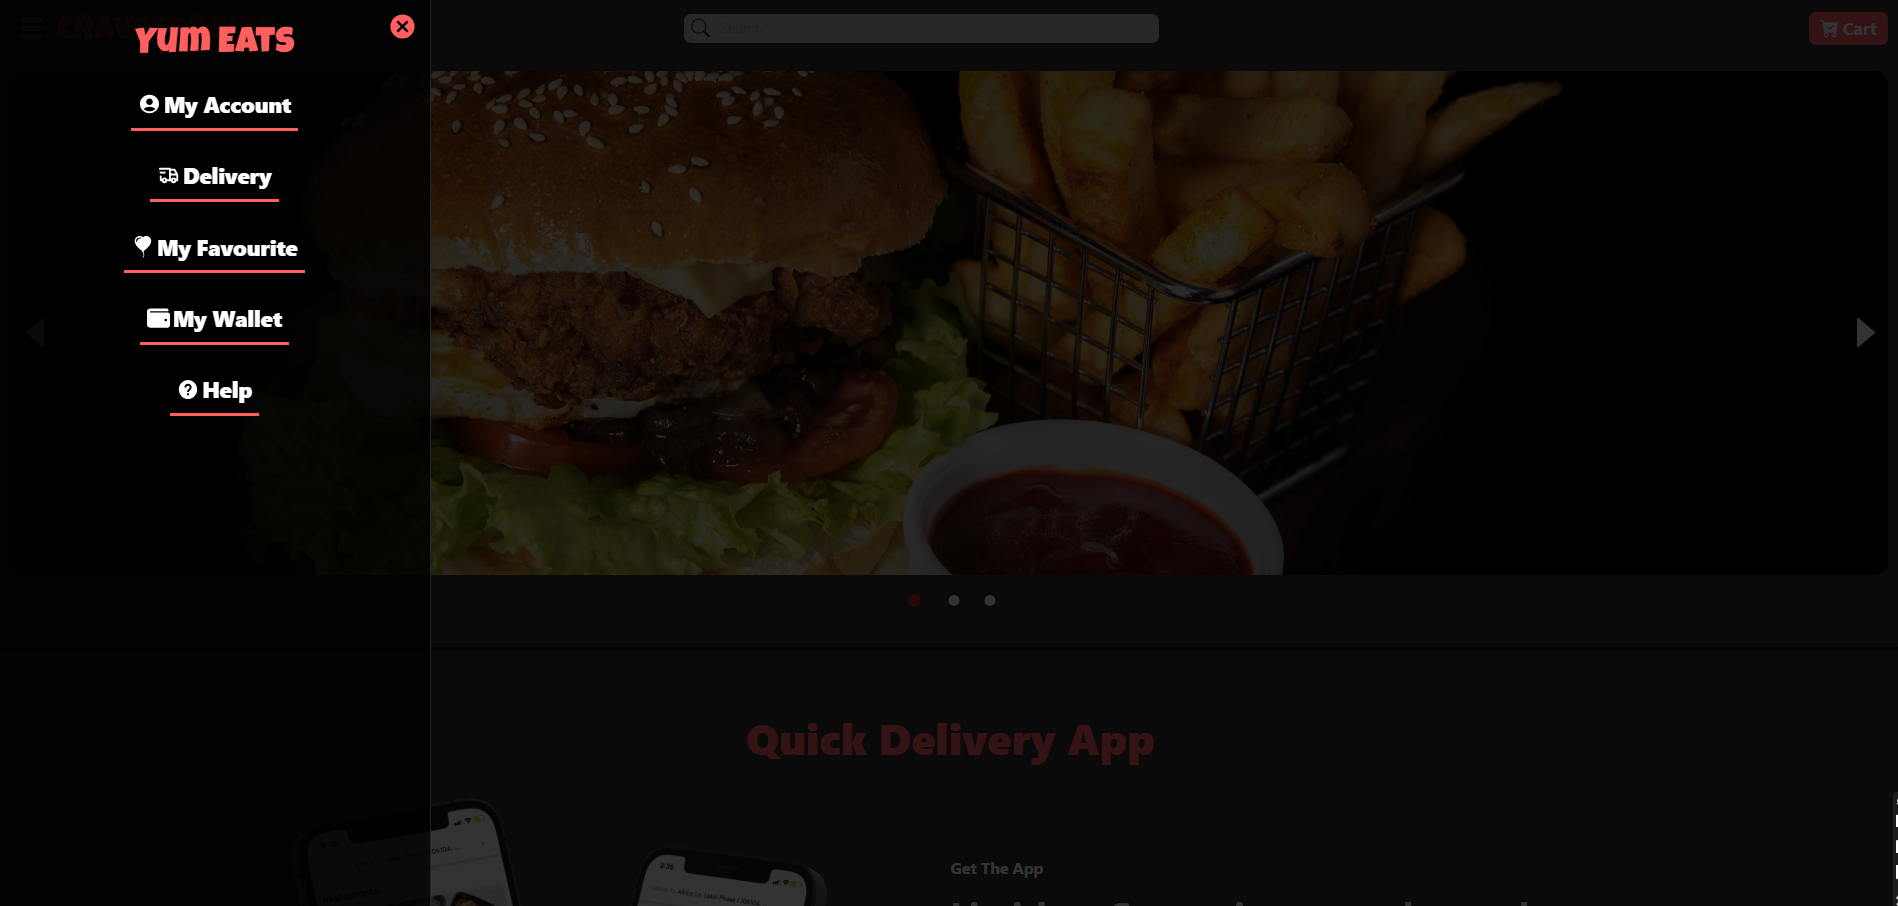 YUM EATS
Search
Cart
My Account
Delivery
My Favourite
My Wallet
Help
Quick Delivery App
Get The App